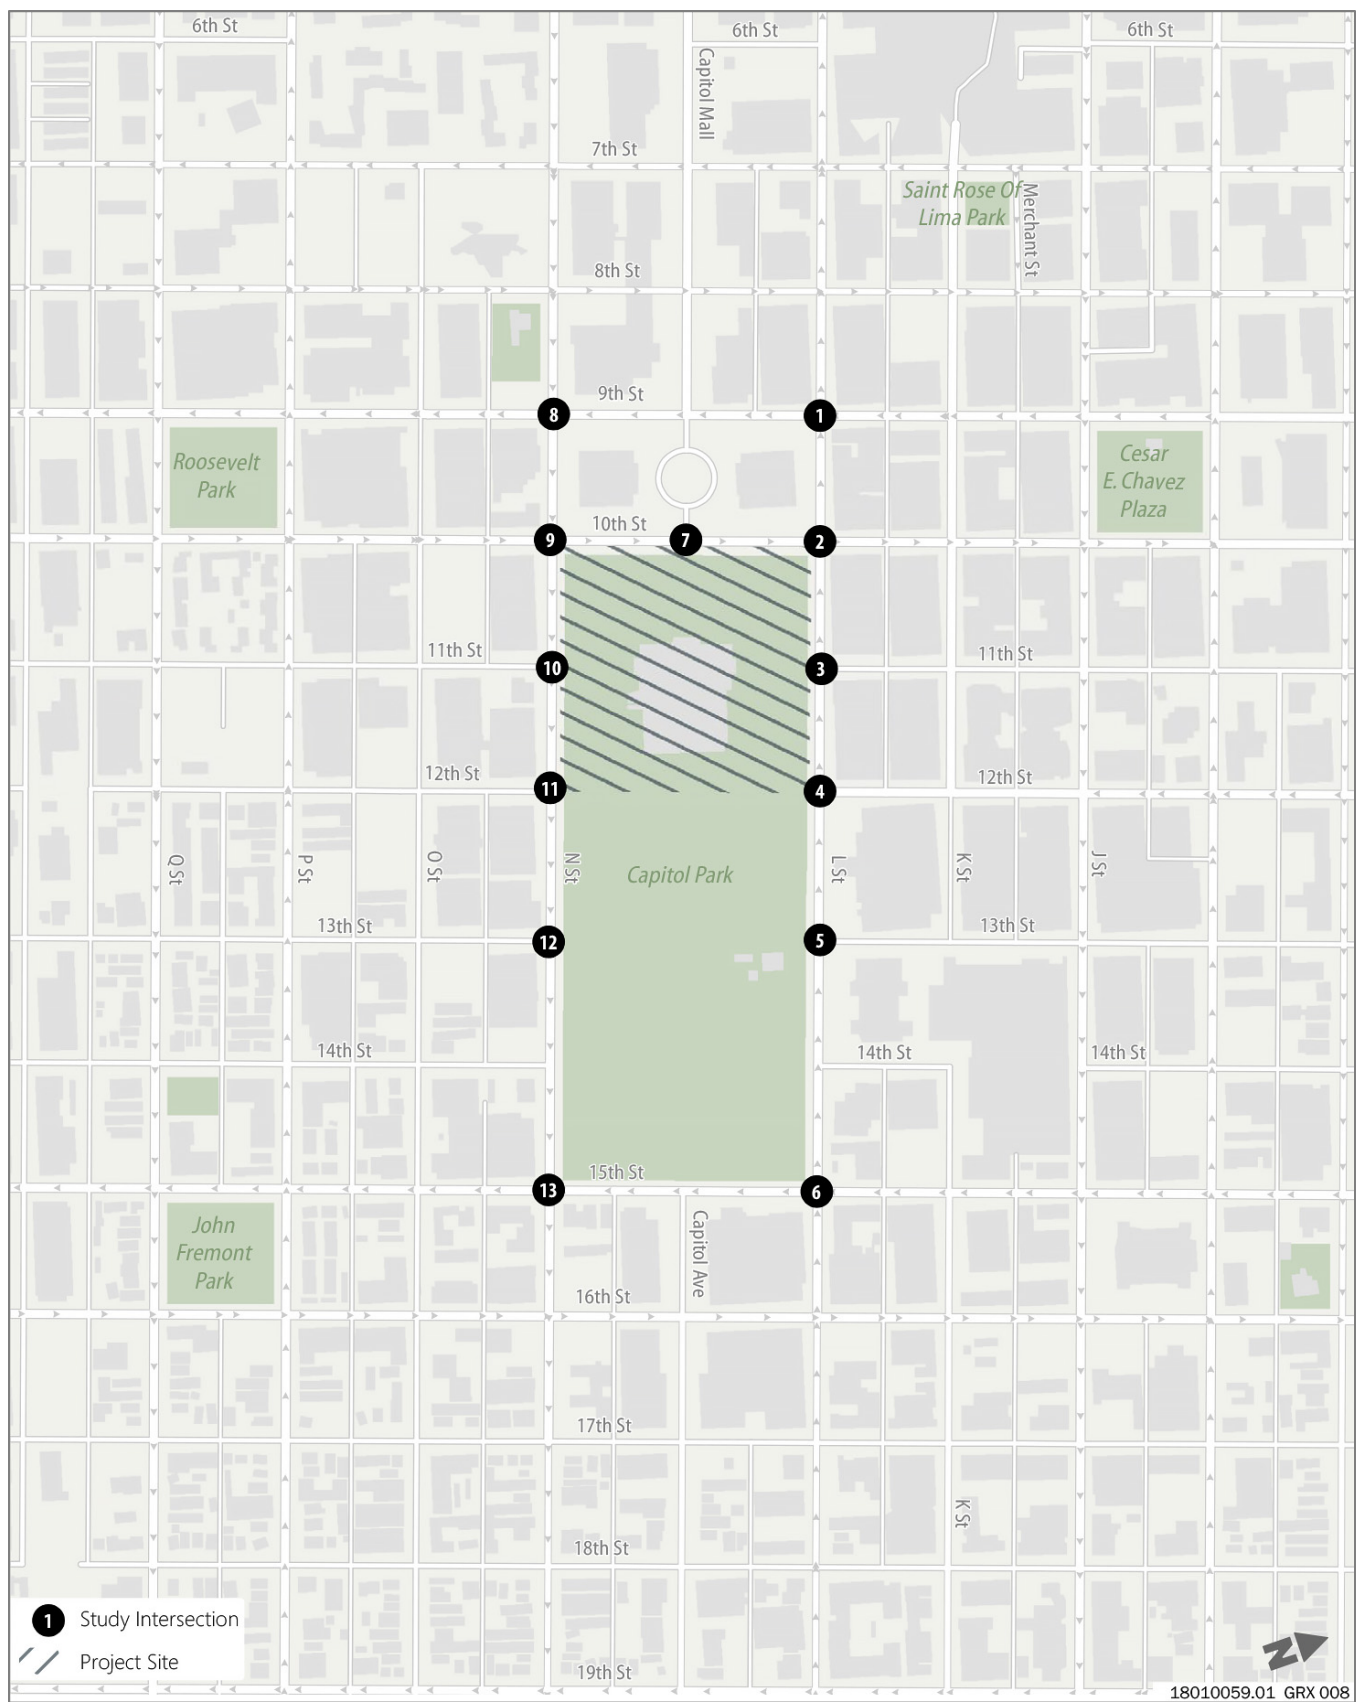 6th St
6th St
6th St
Capitol Mall
7th St
Saint Rose Of
Lima Park
Merchant St
8th St
9th St
8
1
Roosevelt
Park
Cesar
E. Chavez
Plaza
10th St
9
7
2
11th St
11th St
10
3
12th St
12th St
11
4
Q St
P St
O St
N St
Capitol Park
L St
K St
J St
13th St
13th St
12
5
14th St
14th St
14th St
15th St
13
6
John
Fremont
Park
Capitol Ave
16th St
17th St
K St
18th St
1 Study Intersection
Project Site
19th St
N
18010059.01 GRX 008